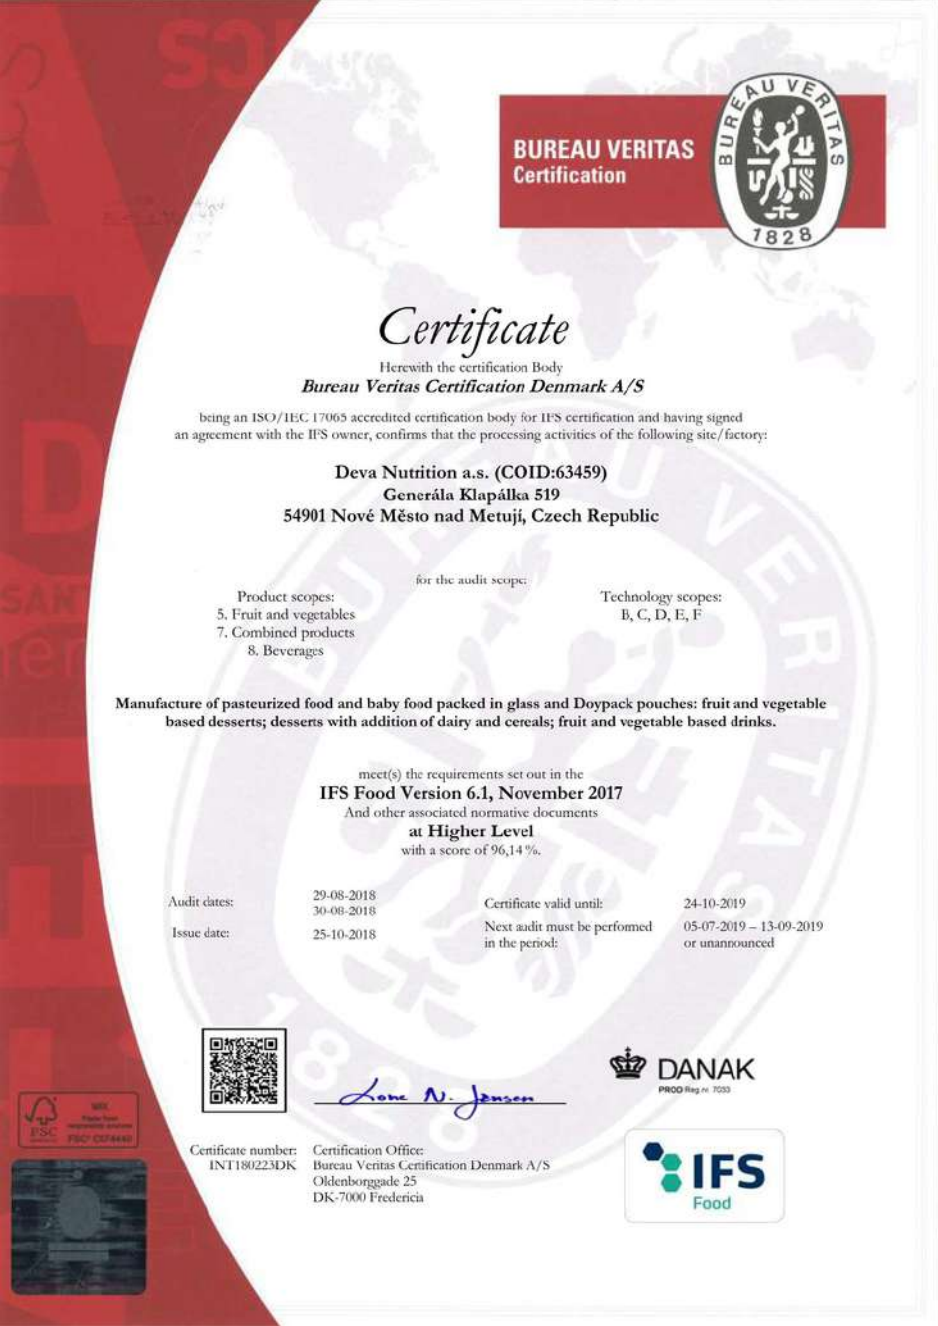 BUREAU VERITAS
Certification
BUREAU VERITAS
1828
Certificate
Herewith the certification Body
Bureau Veritas Certification Denmark A/S
being an ISO/IEC 17065 accredited certification body for IFS certification and having signed
an agreement with the IFS owner, confirms that the processing activities of the following site/factory:
Deva Nutrition a.s. (COID:63459)
Generála Klapálka 519
54901 Nové Město nad Metují, Czech Republic
for the audit scope:
Product scopes:
5. Fruit and vegetables
7. Combined products
8. Beverages
Technology scopes:
B, C, D, E, F
Manufacture of pasteurized food and baby food packed in glass and Doypack pouches: fruit and vegetable
based desserts; desserts with addition of dairy and cereals; fruit and vegetable based drinks.
meet(s) the requirements set out in the
IFS Food Version 6.1, November 2017
And other associated normative documents
at Higher Level
with a score of 96,14 %.
Audit dates:
29-08-2018
30-08-2018
Issue date:
25-10-2018
Certificate valid until:
24-10-2019
Next audit must be performed
in the period:
05-07-2019 – 13-09-2019
or unannounced
Lone N. Jensen
DANAK
PROD Reg.nr. 7033
Certificate number:
INT180223DK
Certification Office:
Bureau Veritas Certification Denmark A/S
Oldenborggade 25
DK-7000 Fredericia
IFS
Food
FSC
MIX